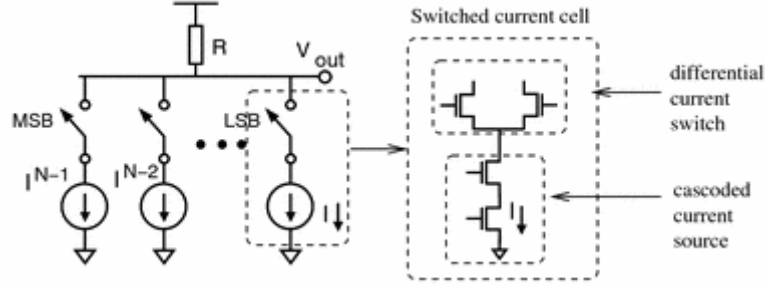 Switched current cell
R
V out
MSB
LSB
I N-1
I N-2
I
differential
current
switch
I
cascoded
current
source